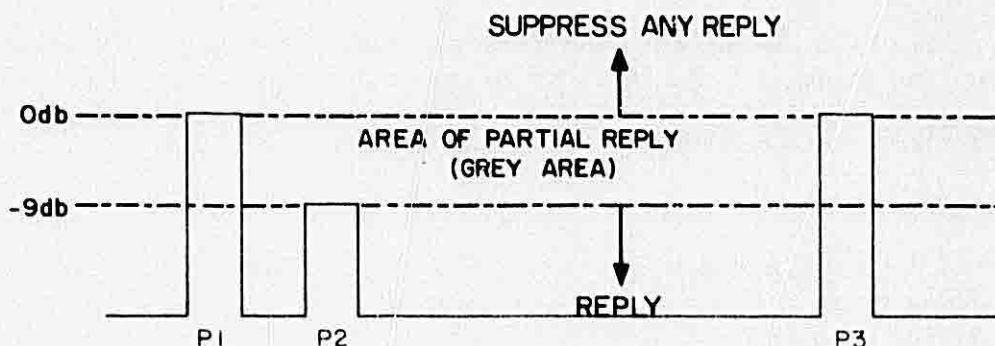 SUPPRESS ANY REPLY
0db
AREA OF PARTIAL REPLY
(GREY AREA)
-9db
REPLY
P1 P2 P3